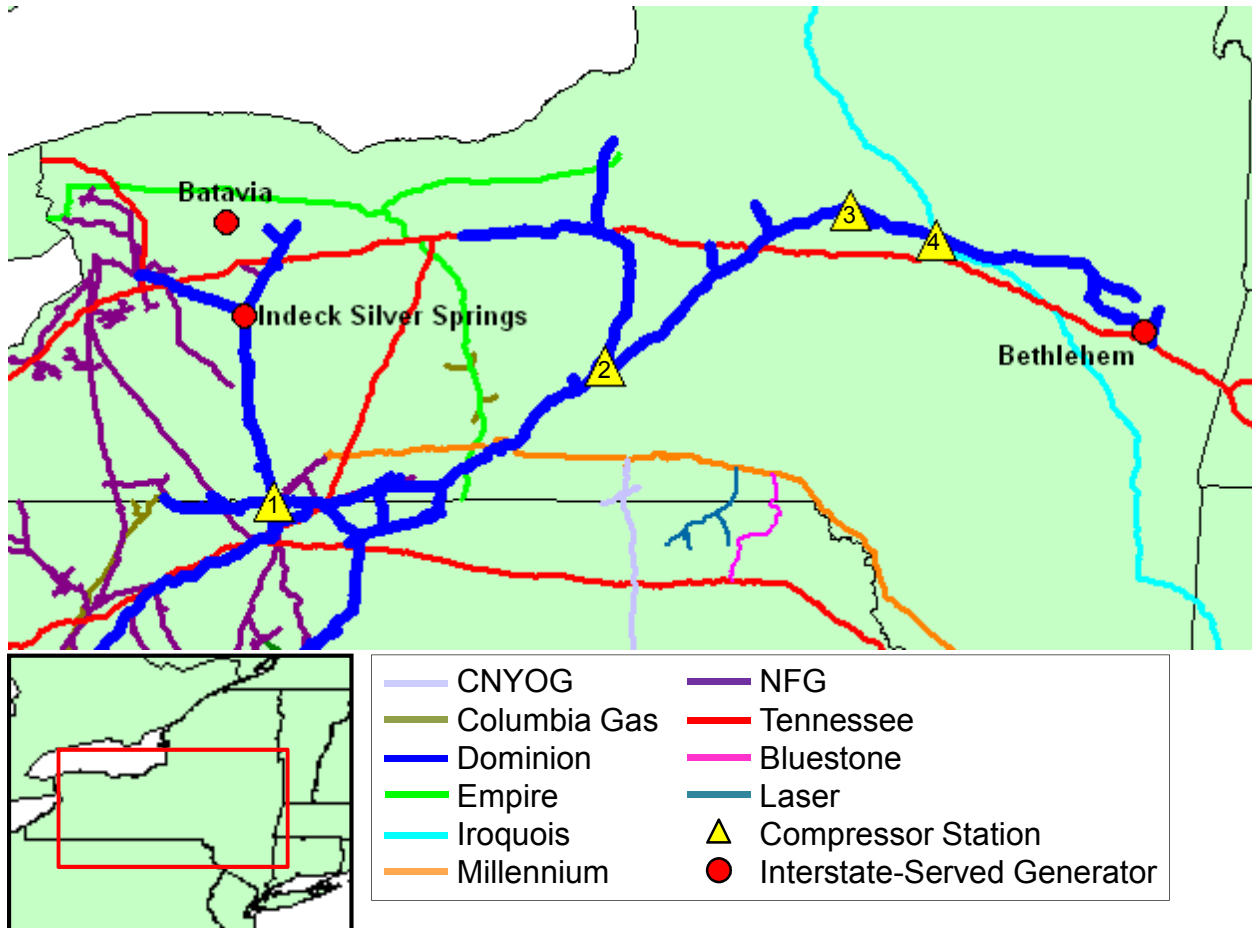 Batavia
3
4
Indeck Silver Springs
Bethlehem
2
1
CNYOG
NFG
Columbia Gas
Tennessee
Dominion
Bluestone
Empire
Laser
Iroquois
Compressor Station
Millennium
Interstate-Served Generator